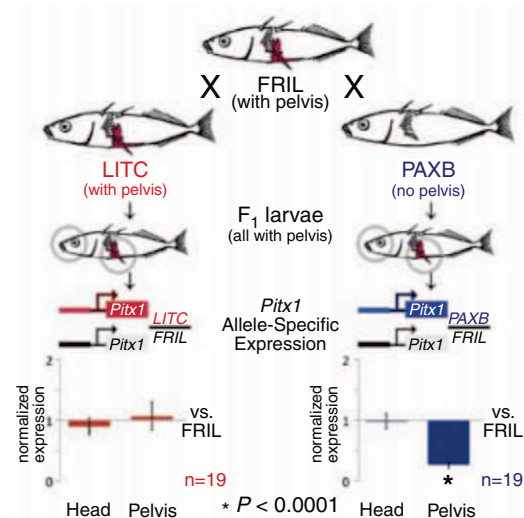 X FRIL X
(with pelvis)
LITC
(with pelvis)
PAXB
(no pelvis)
F1 larvae
(all with pelvis)
Pitx1
Pitx1
LITC
FRIL
Pitx1
Allele-Specific
Expression
Pitx1
Pitx1
PAXB
FRIL
normalized
expression
2
1
0
vs.
FRIL
n=19
Head Pelvis
* P < 0.0001
normalized
expression
2
1
0
vs.
FRIL
*
n=19
Head Pelvis